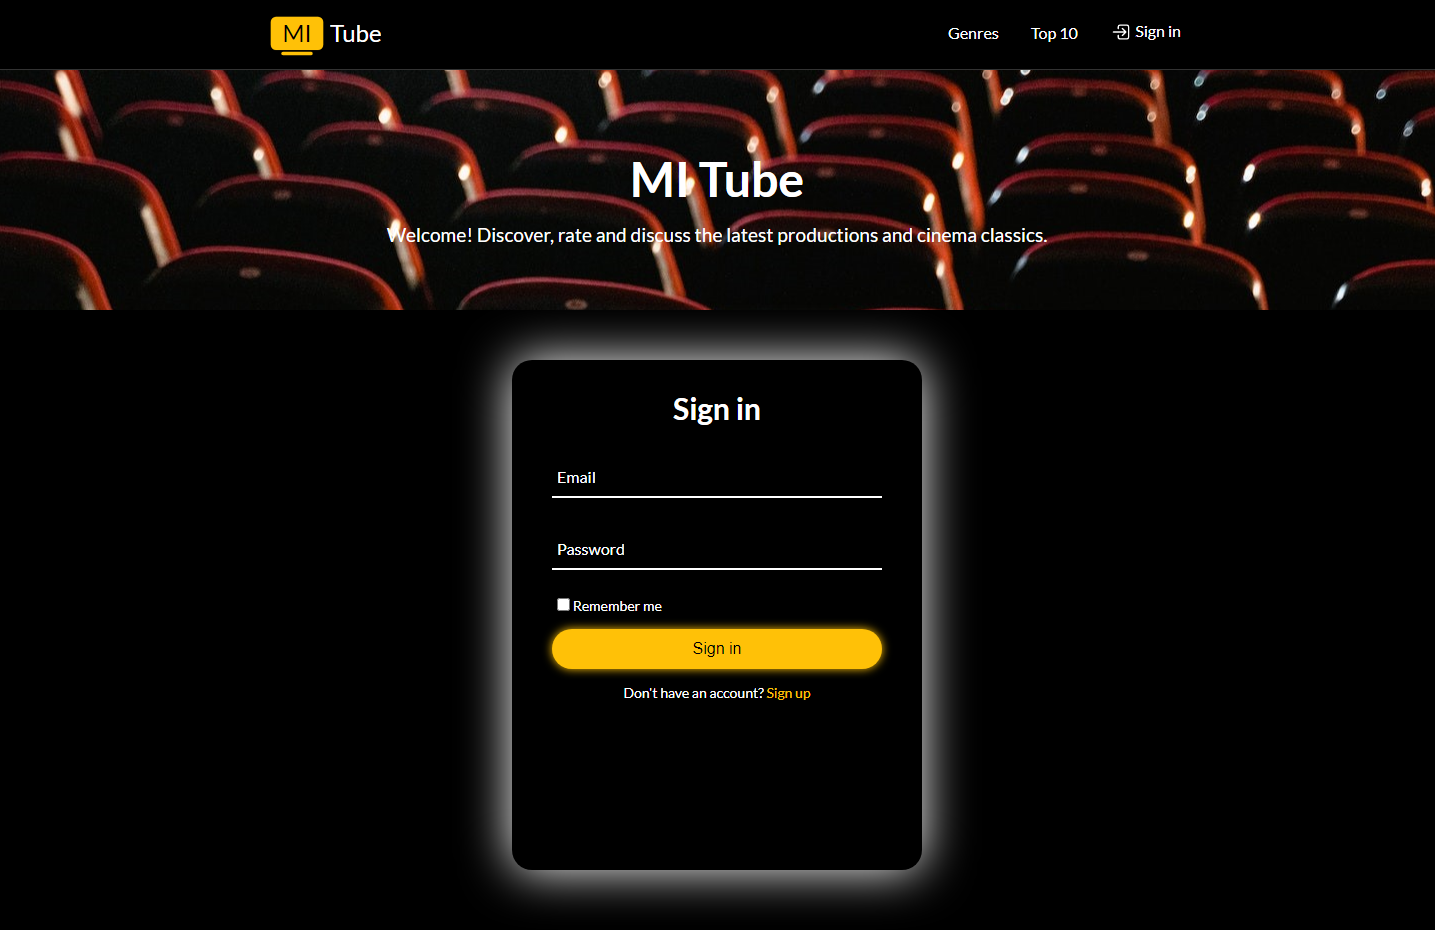 MI Tube
Genres
Top 10
Sign in
MI Tube
Welcome! Discover, rate and discuss the latest productions and cinema classics.
Sign in
Email
Password
Remember me
Sign in
Don't have an account? Sign up